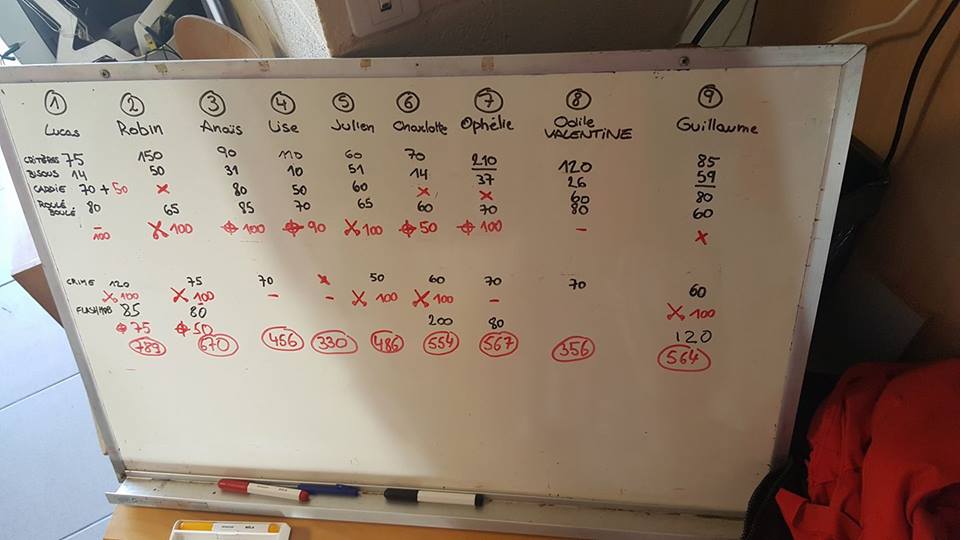 ① ② ③ ④ ⑤ ⑥ ⑦ ⑧ ⑨
Lucas Robin Anaïs Lise Julien Charlotte Ophélie Odile Guillaume
VALENTINE
CRITÈRES 75 150 90 110 60 70 210 120 85
BISOUS 14 50 31 10 51 14 37 26 59
CADDIE 70 + 50 x 80 50 60 x x 60 80
ROULÉ BOULÉ 80 65 85 70 65 60 70 80 60
- 100 100 100 90 100 50 100 - x
CRIME 120 75 70 x 50 60 70 70 60
100 100 - - 100 100 - 100
FLASHMOB 85 80 200 80 120
75 50
789 670 456 330 486 554 567 356 564